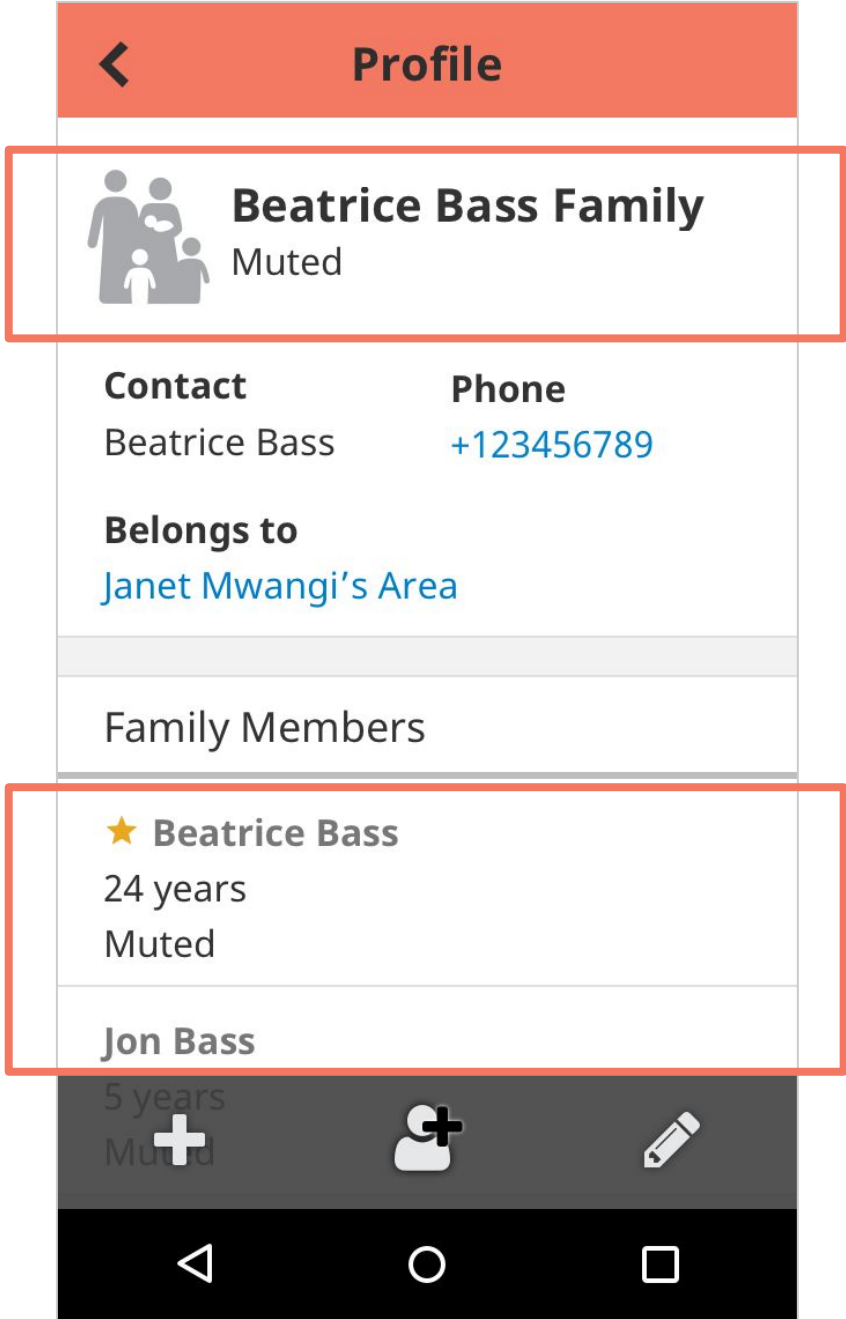 Profile
Beatrice Bass Family
Muted
Contact
Phone
Beatrice Bass
+123456789
Belongs to
Janet Mwangi’s Area
Family Members
Beatrice Bass
24 years
Muted
Jon Bass
5 years
Muted